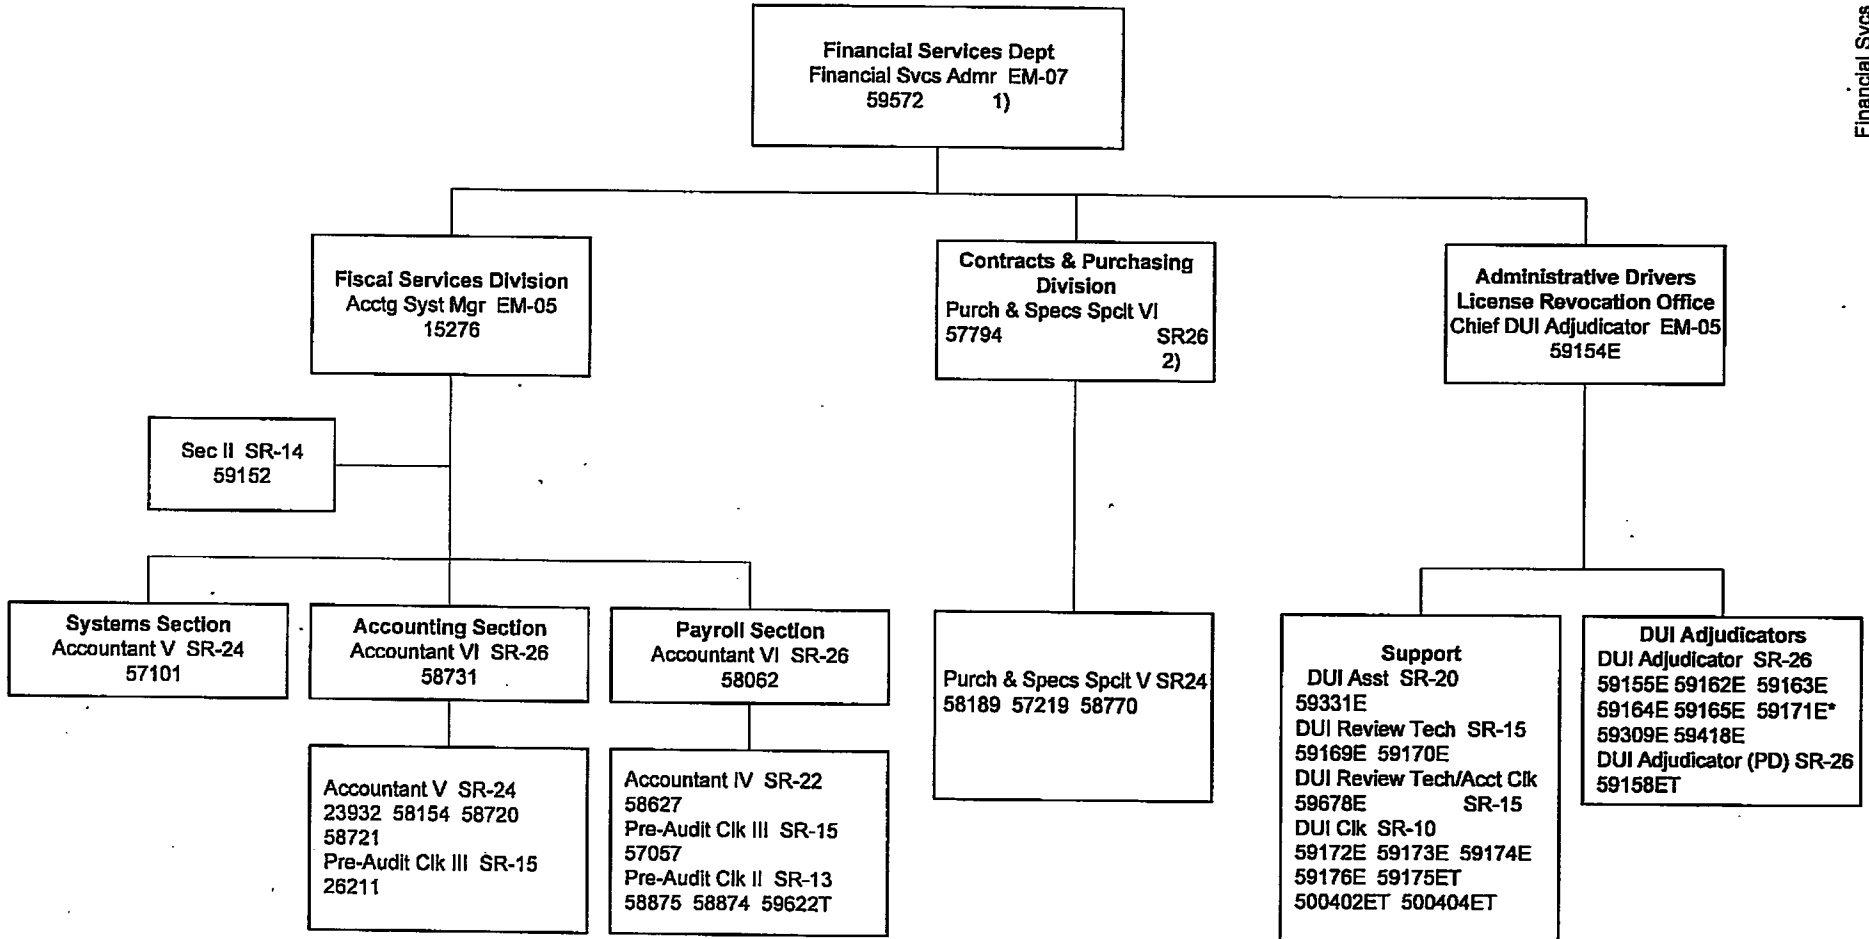 Financial Svcs
Financial Services Dept
Financial Svcs Admr EM-07
59572 1)
Fiscal Services Division
Acctg Syst Mgr EM-05
15276
Contracts & Purchasing
Division
Purch & Specs Spclt VI
57794 SR26
2)
Administrative Drivers
License Revocation Office
Chief DUI Adjudicator EM-05
59154E
Sec II SR-14
59152
Systems Section
Accountant V SR-24
57101
Accounting Section
Accountant VI SR-26
58731
Payroll Section
Accountant VI SR-26
58062
Accountant V SR-24
23932 58154 58720
58721
Pre-Audit Clk III SR-15
26211
Accountant IV SR-22
58627
Pre-Audit Clk III SR-15
57057
Pre-Audit Clk II SR-13
58875 58874 59622T
Purch & Specs Spclt V SR24
58189 57219 58770
Support
DUI Asst SR-20
59331E
DUI Review Tech SR-15
59169E 59170E
DUI Review Tech/Acct Clk
59678E SR-15
DUI Clk SR-10
59172E 59173E 59174E
59176E 59175ET
500402ET 500404ET
DUI Adjudicators
DUI Adjudicator SR-26
59155E 59162E 59163E
59164E 59165E 59171E*
59309E 59418E
DUI Adjudicator (PD) SR-26
59158ET